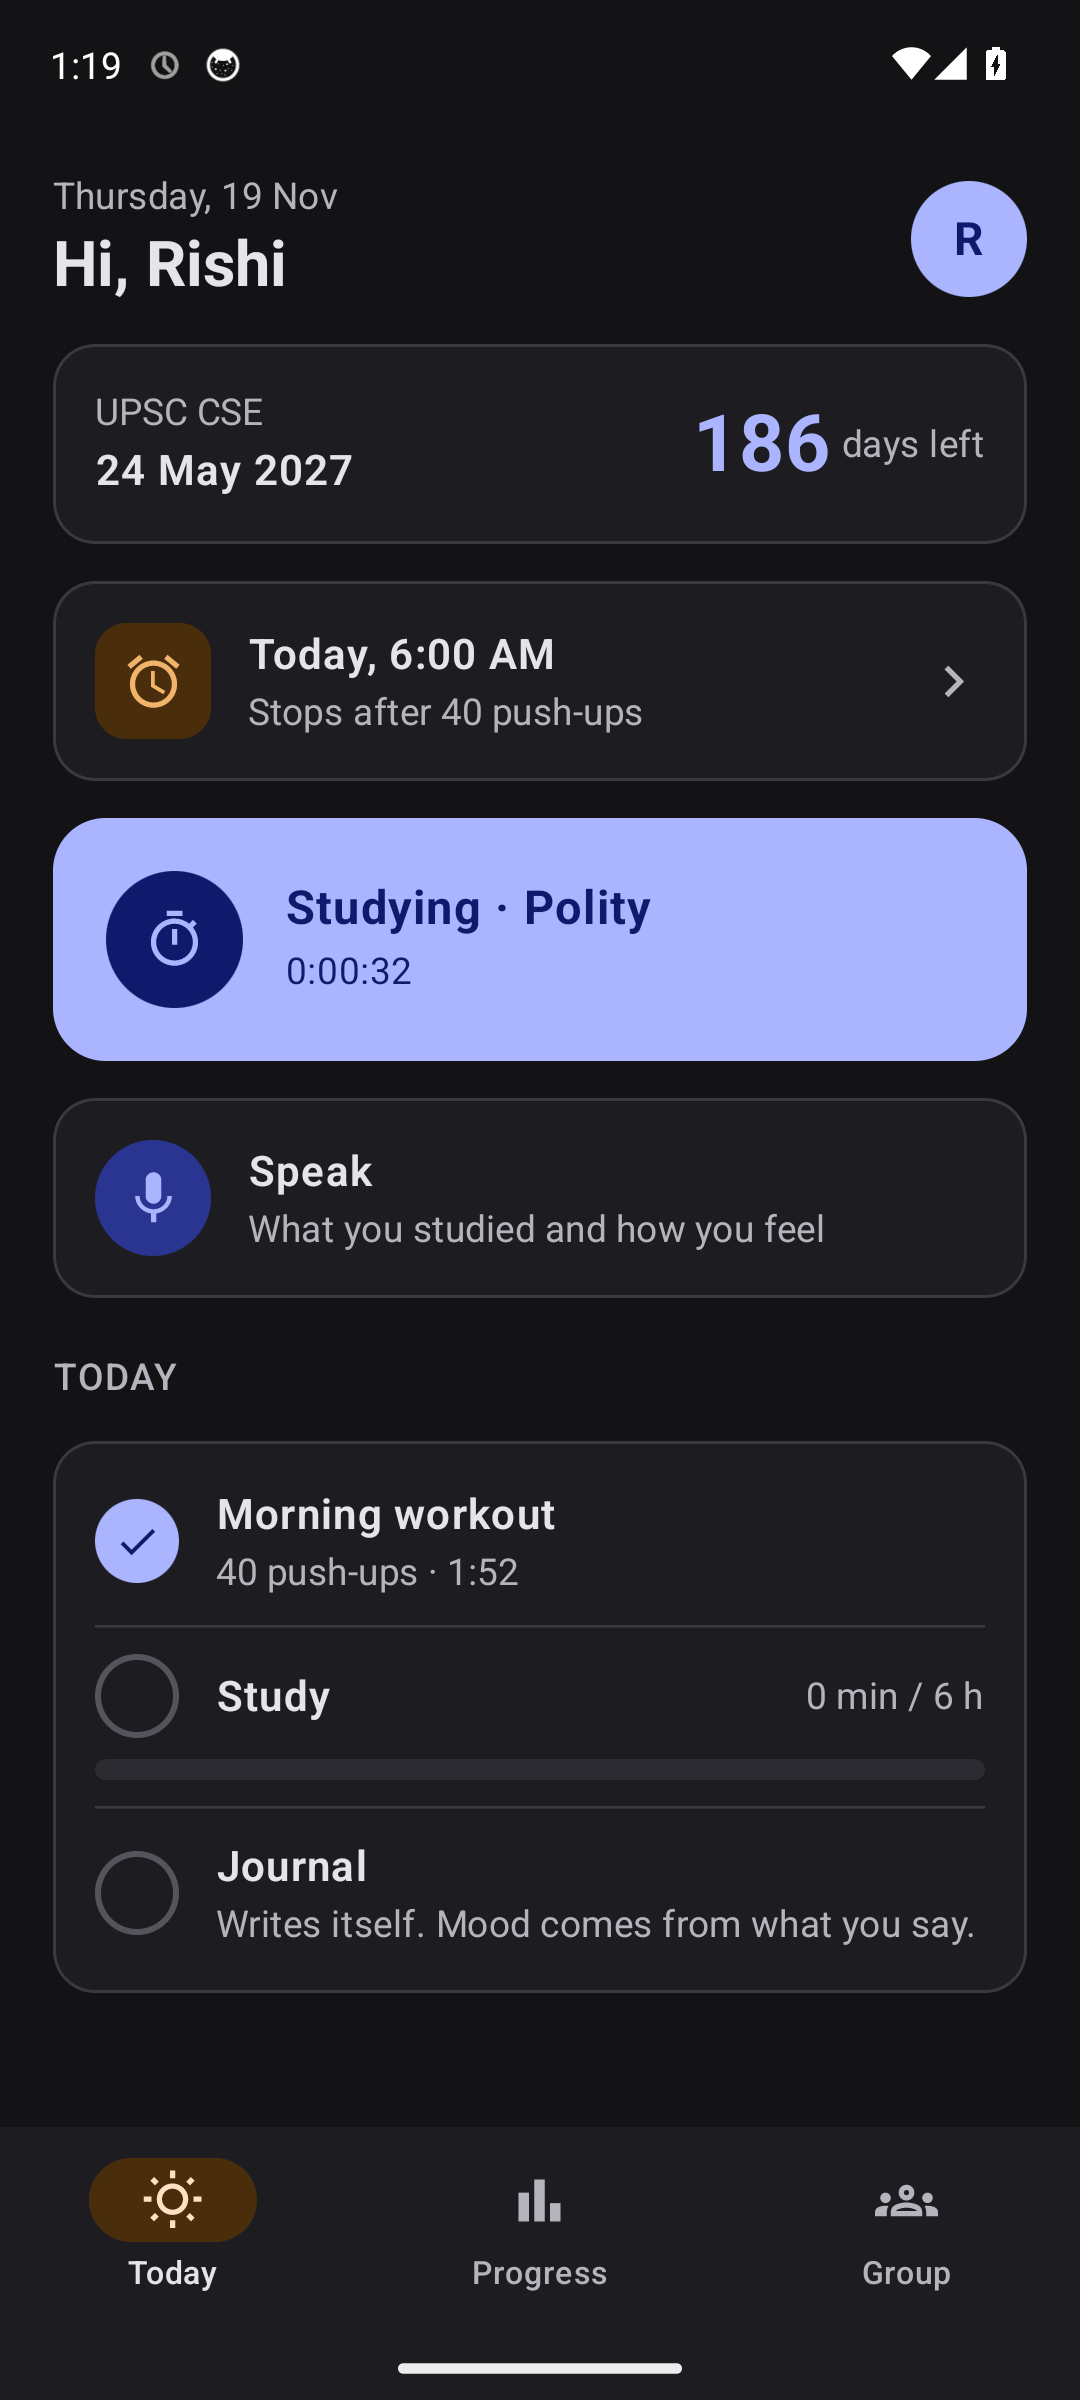 1:19
Thursday, 19 Nov
Hi, Rishi
R
UPSC CSE
24 May 2027
186 days left
Today, 6:00 AM
Stops after 40 push-ups
Studying · Polity
0:00:32
Speak
What you studied and how you feel
TODAY
Morning workout
40 push-ups · 1:52
Study
0 min / 6 h
Journal
Writes itself. Mood comes from what you say.
Today
Progress
Group